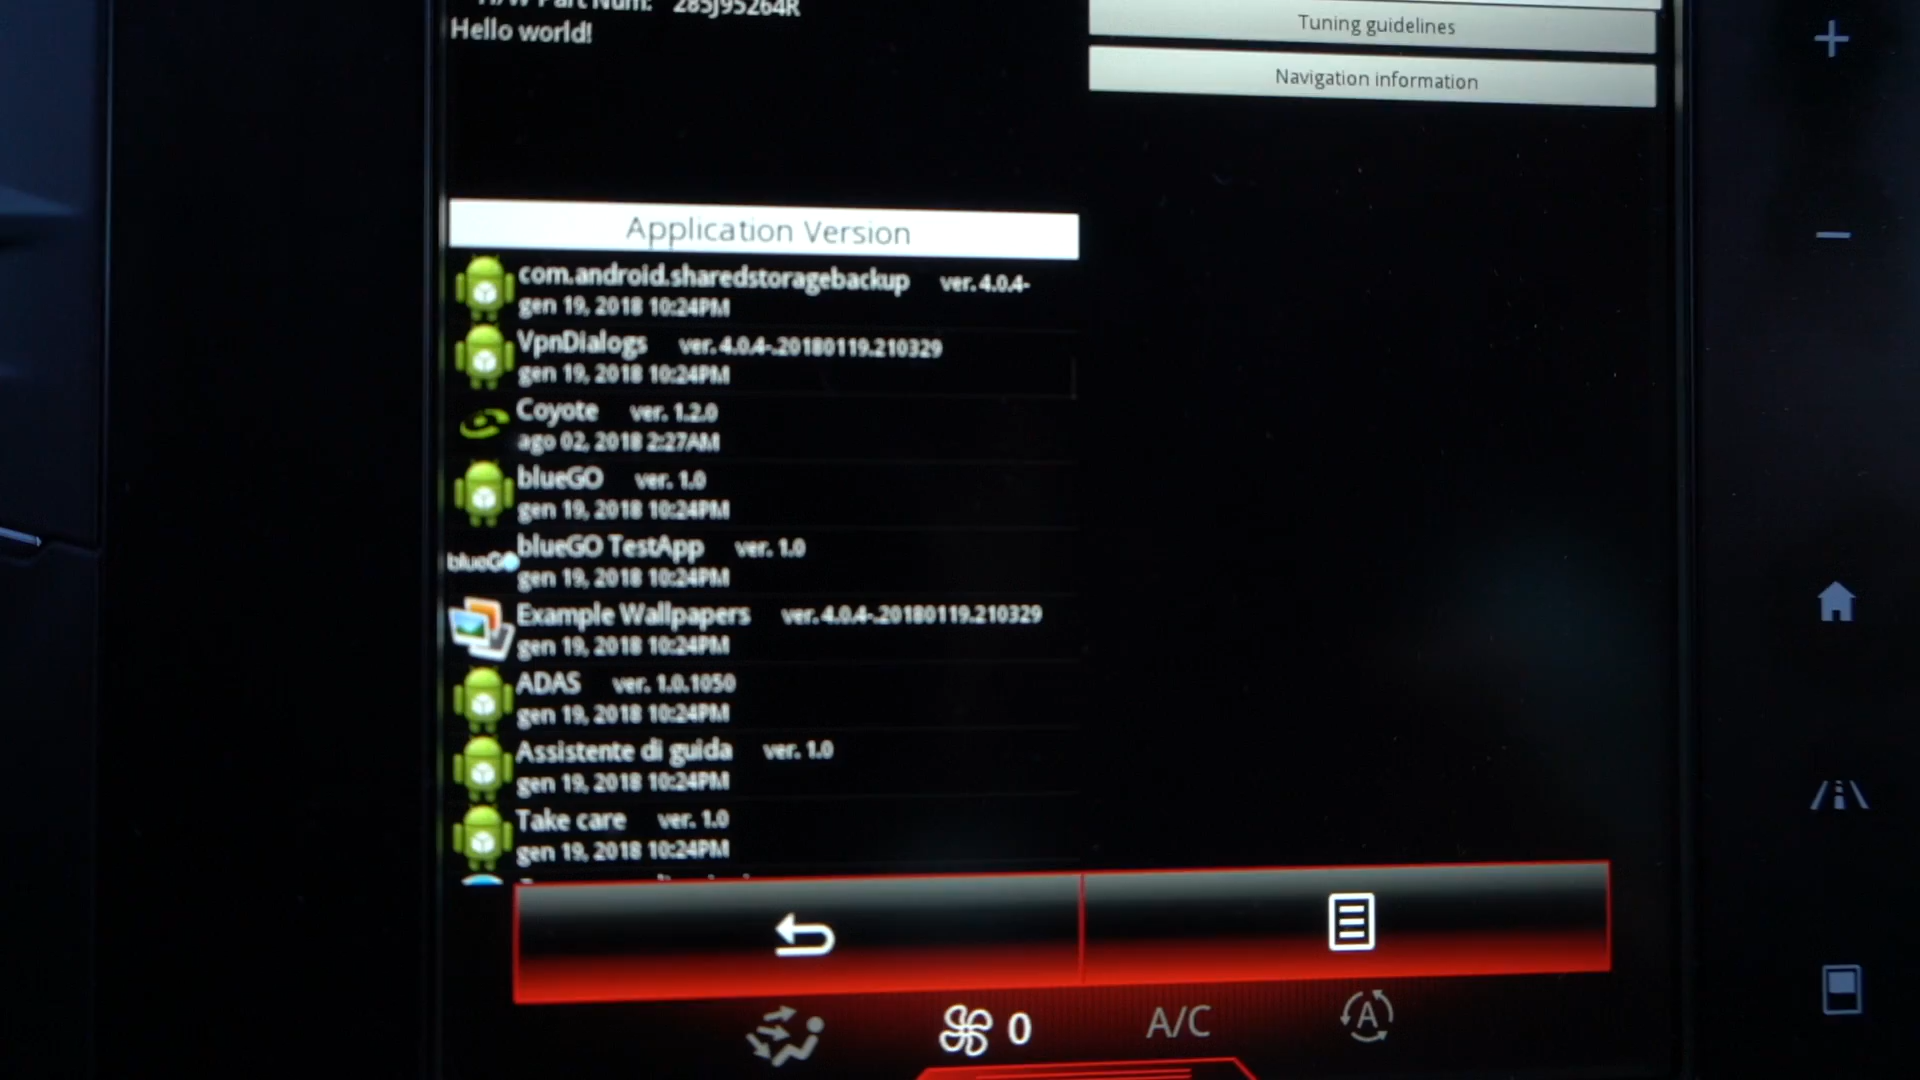 H/W Part Num: 285J95264R
Hello world!
Tuning guidelines
Navigation information
Application Version
com.android.sharedstoragebackup ver. 4.0.4-
gen 19, 2018 10:24PM
VpnDialogs ver. 4.0.4-.20180119.210329
gen 19, 2018 10:24PM
Coyote ver. 1.2.0
ago 02, 2018 2:27AM
blueGO ver. 1.0
gen 19, 2018 10:24PM
blueGO blueGO TestApp ver. 1.0
gen 19, 2018 10:24PM
Example Wallpapers ver. 4.0.4-.20180119.210329
gen 19, 2018 10:24PM
ADAS ver. 1.0.1050
gen 19, 2018 10:24PM
Assistente di guida ver. 1.0
gen 19, 2018 10:24PM
Take care ver. 1.0
gen 19, 2018 10:24PM
0 A/C A